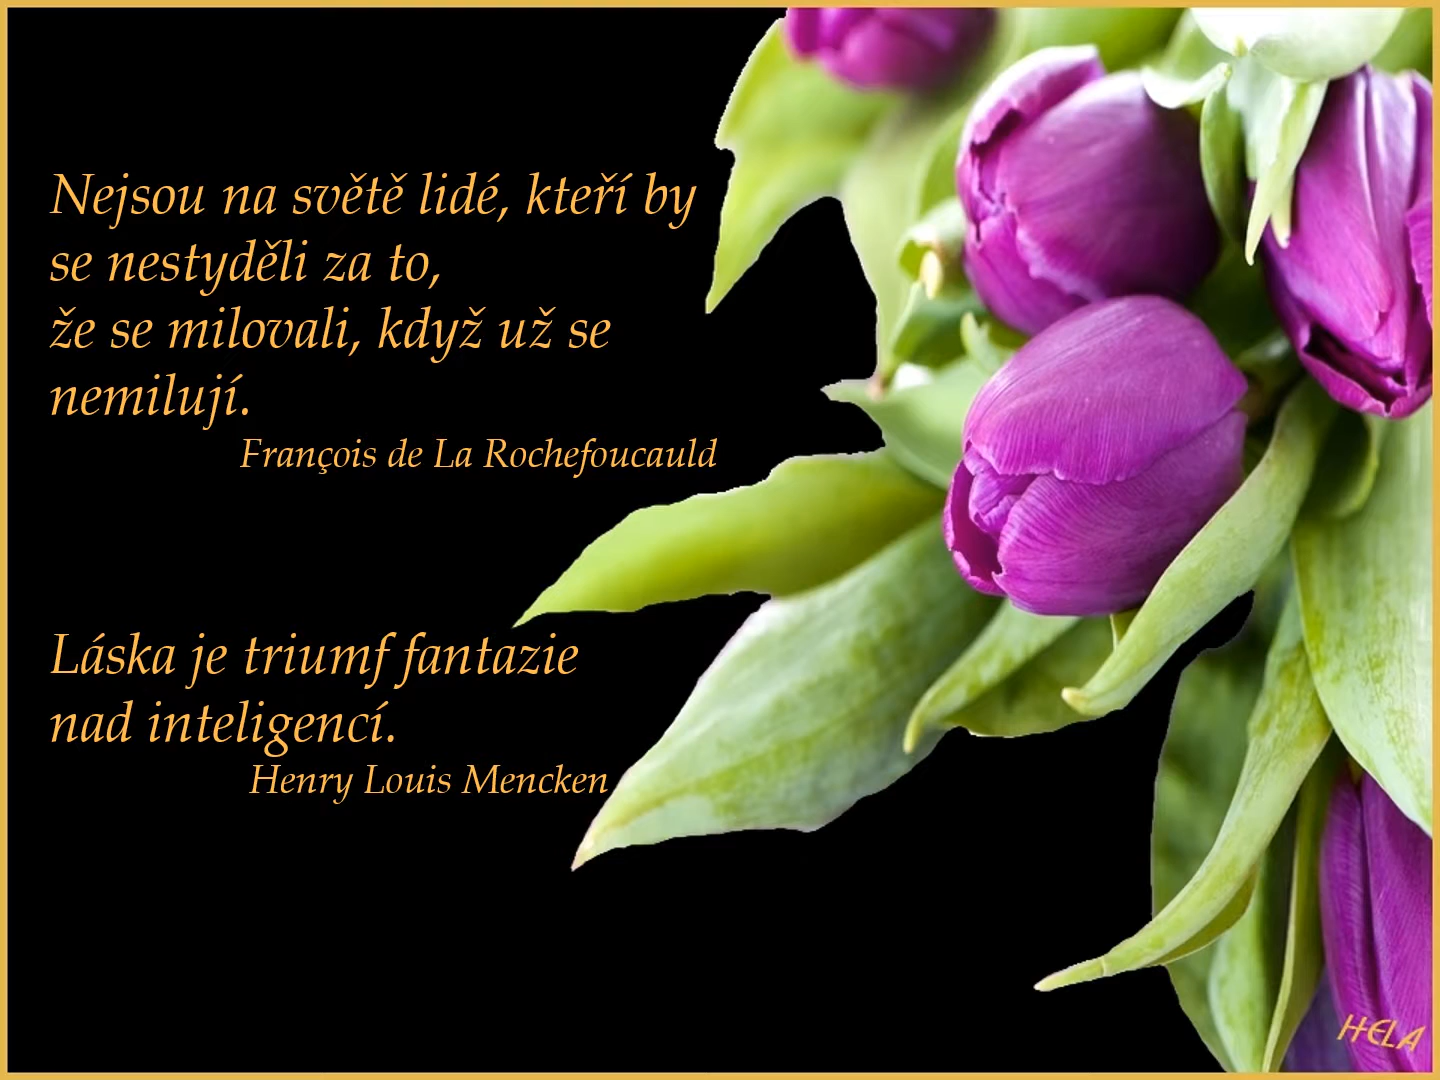 Nejsou na světě lidé, kteří by
se nestyděli za to,
že se milovali, když už se
nemilují.
François de La Rochefoucauld
Láska je triumf fantazie
nad inteligencí.
Henry Louis Mencken
HELA